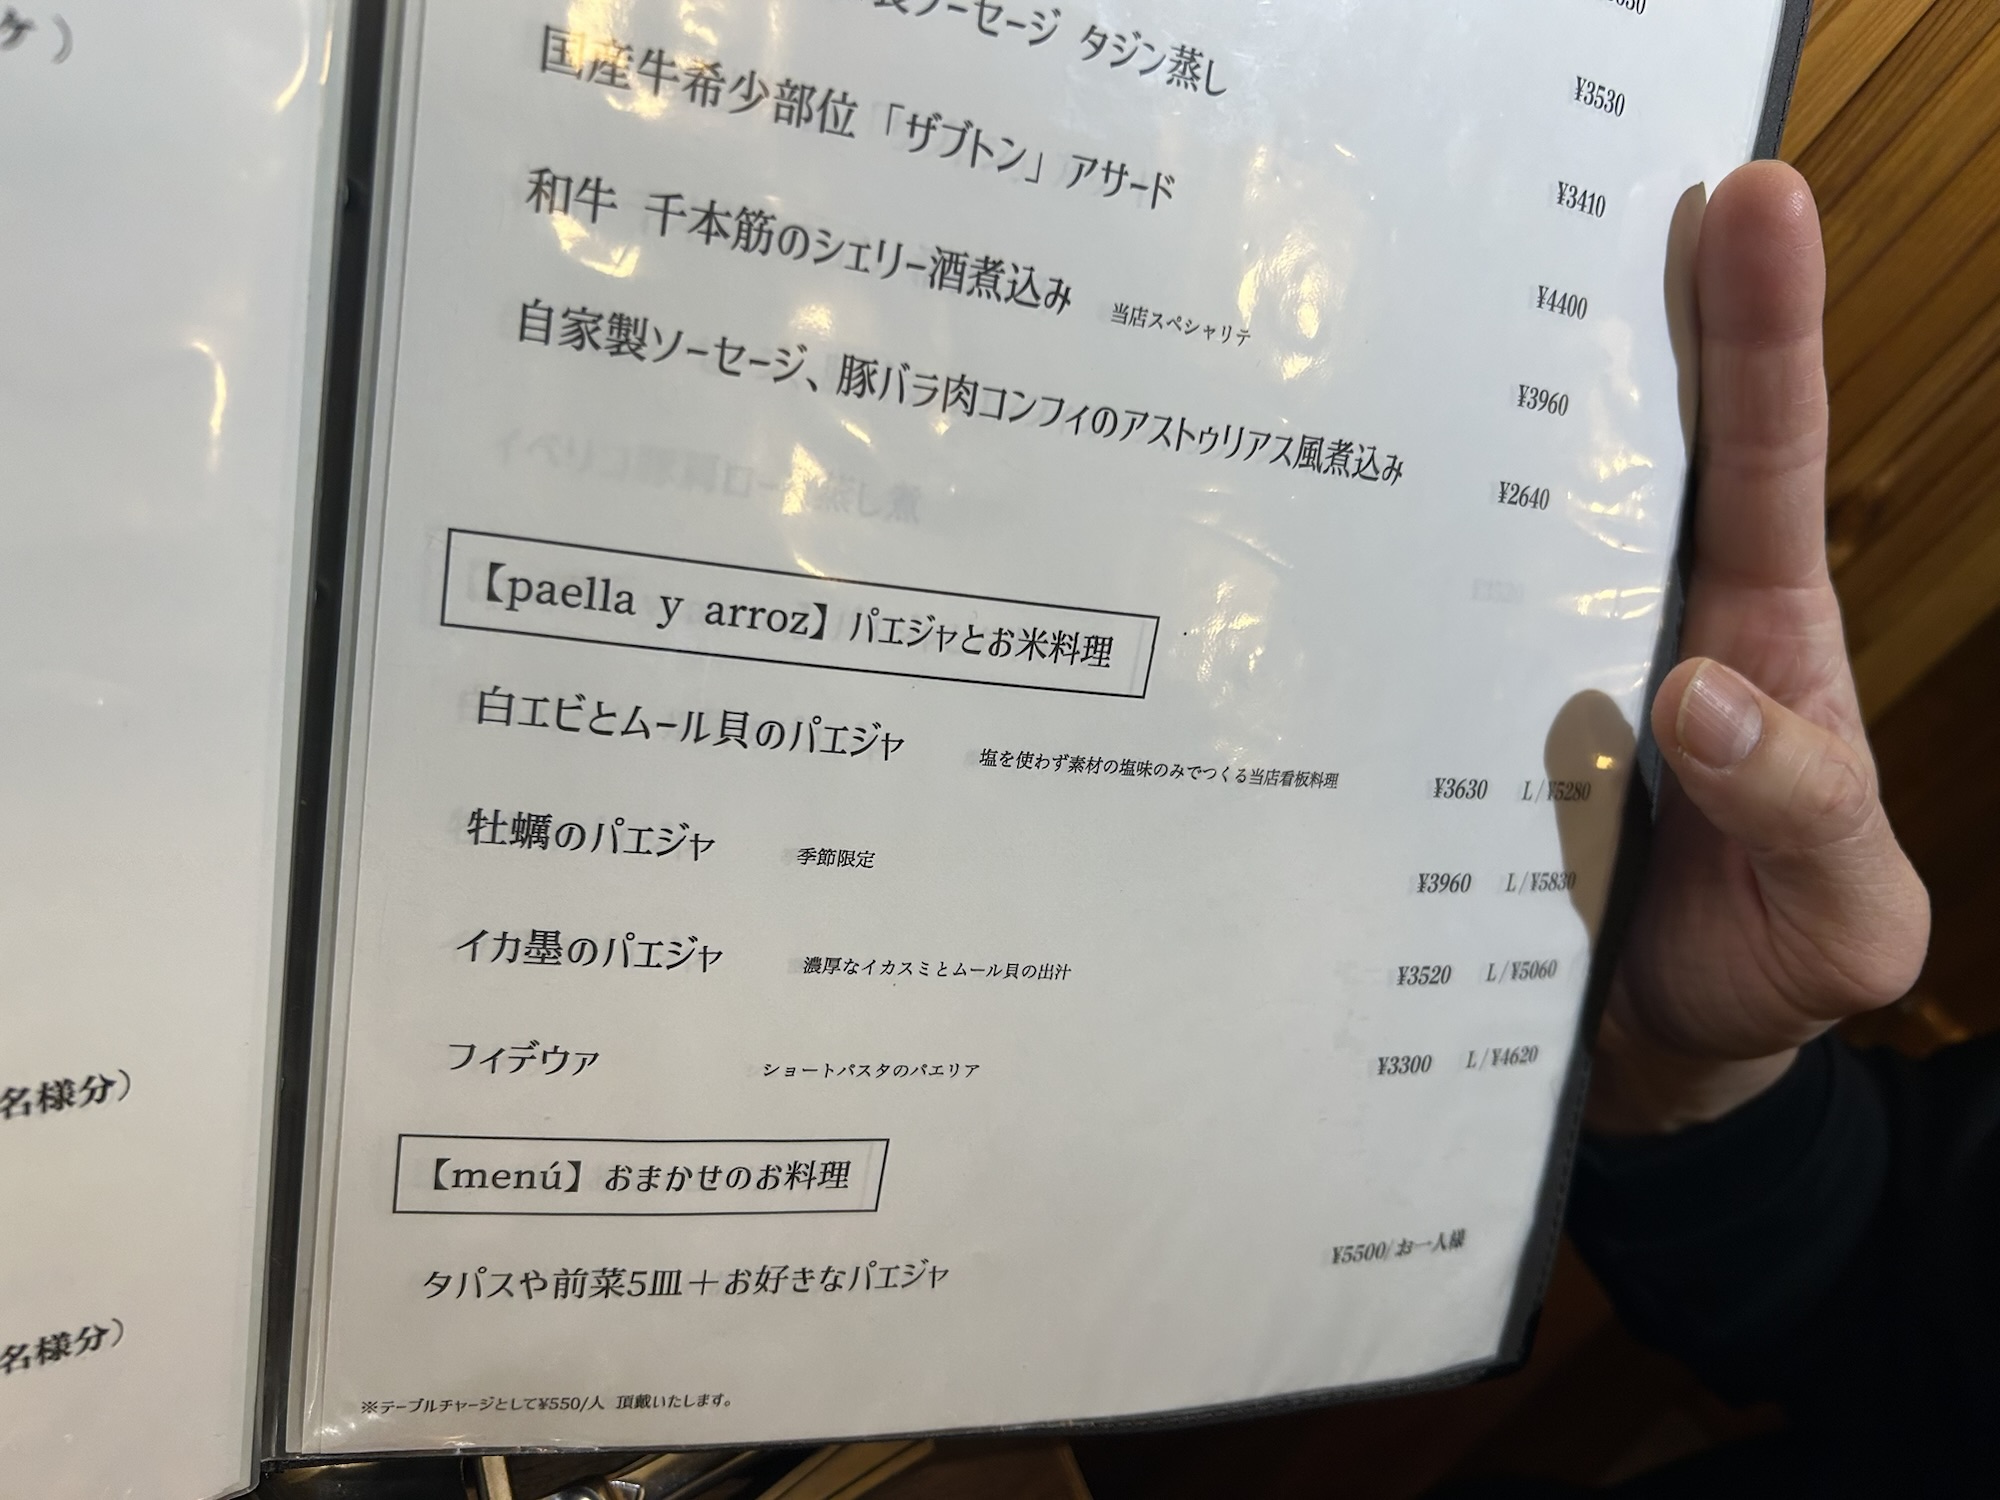 ケ）
製ソーセージ タジン蒸し
¥3530
国産牛希少部位「ザブトン」アサード
¥3410
和牛 千本筋のシェリー酒煮込み 当店スペシャリテ
¥4400
自家製ソーセージ、豚バラ肉コンフィのアストゥリアス風煮込み
¥3960
¥2640
【paella y arroz】パエジャとお米料理
白エビとムール貝のパエジャ 塩を使わず素材の塩味のみでつくる当店看板料理 ¥3630 L/¥5280
牡蠣のパエジャ 季節限定 ¥3960 L/¥5830
イカ墨のパエジャ 濃厚なイカスミとムール貝の出汁 ¥3520 L/¥5060
フィデウァ ショートパスタのパエリア ¥3300 L/¥4620
名様分）
【menú】おまかせのお料理
タパスや前菜5皿＋お好きなパエジャ ¥5500/お一人様
名様分）
※テーブルチャージとして¥550/人 頂戴いたします。